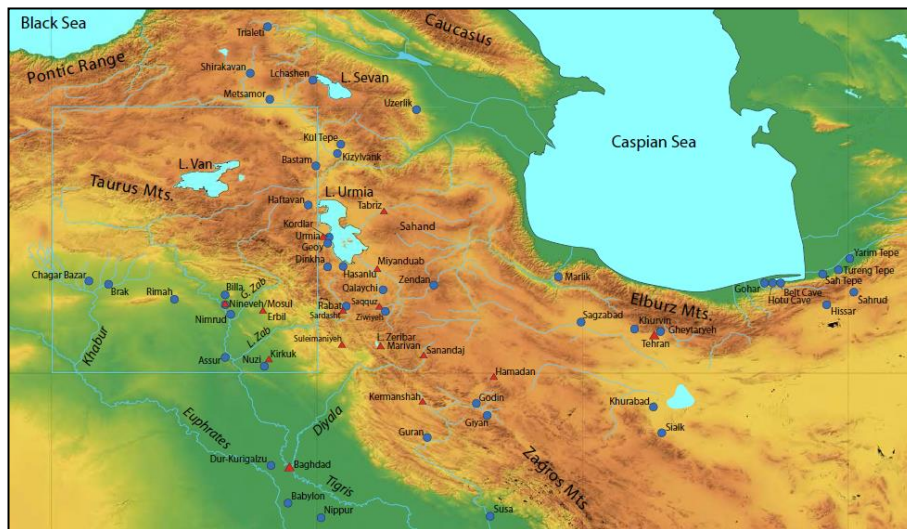 Black Sea
Caucasus
Trialeti
Pontic Range
Shirakavan
Lchashen
L. Sevan
Metsamor
Uzerlik
Caspian Sea
Kul Tepe
Kizylvank
Bastam
L. Van
Taurus Mts.
L. Urmia
Haftavan
Tabriz
Kordlar
Sahand
Urmia
Geoy
Dinkha
Hasanlu
Miyanduab
Yarim Tepe
Tureng Tepe
Chagar Bazar
Brak
Rimah
Billa
G. Zab
Nineveh/Mosul
Nimrud
Erbil
Qalaychi
Zendan
Marlik
Gohar
Belt Cave
Sah Tepe
Hotu Cave
Sahrud
Hissar
Elburz Mts.
Rabat
Saqquz
Sardasht
Ziwiyeh
Sagzabad
Khurvin
Gheytaryeh
Tehran
L. Zab
Suleimaniyeh
L. Zeribar
Marivan
Sanandaj
Khabur
Assur
Nuzi
Kirkuk
Hamadan
Kermanshah
Godin
Giyan
Khurabad
Sialk
Diyala
Euphrates
Guran
Zagros Mts.
Dur-Kurigalzu
Baghdad
Tigris
Babylon
Nippur
Susa